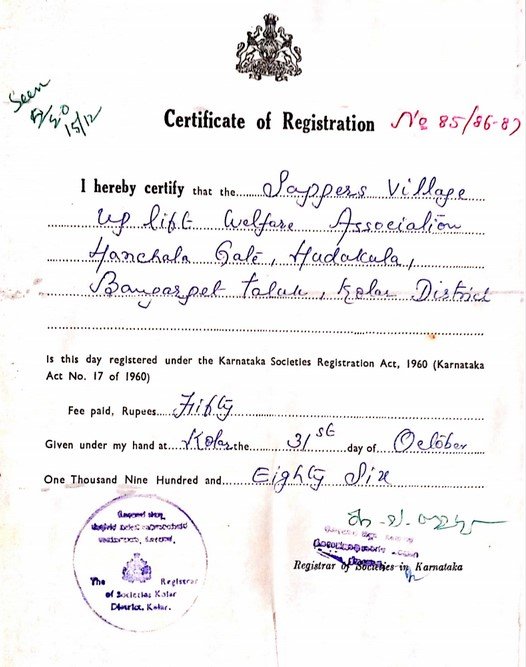 Seen
15/12
Certificate of Registration No 85/86-87
I hereby certify that the Sappers Village
Up lift Welfare Association
Hanchala Gate, Hudakula,
Bangarpet Taluk, Kolar District
Is this day registered under the Karnataka Societies Registration Act, 1960 (Karnataka
Act No. 17 of 1960)
Fee paid, Rupees Fifty
Given under my hand at Kolar the 31st day of October
One Thousand Nine Hundred and Eighty Six
The Registrar
of Societies Kolar
District, Kolar.
Registrar of Societies in Karnataka